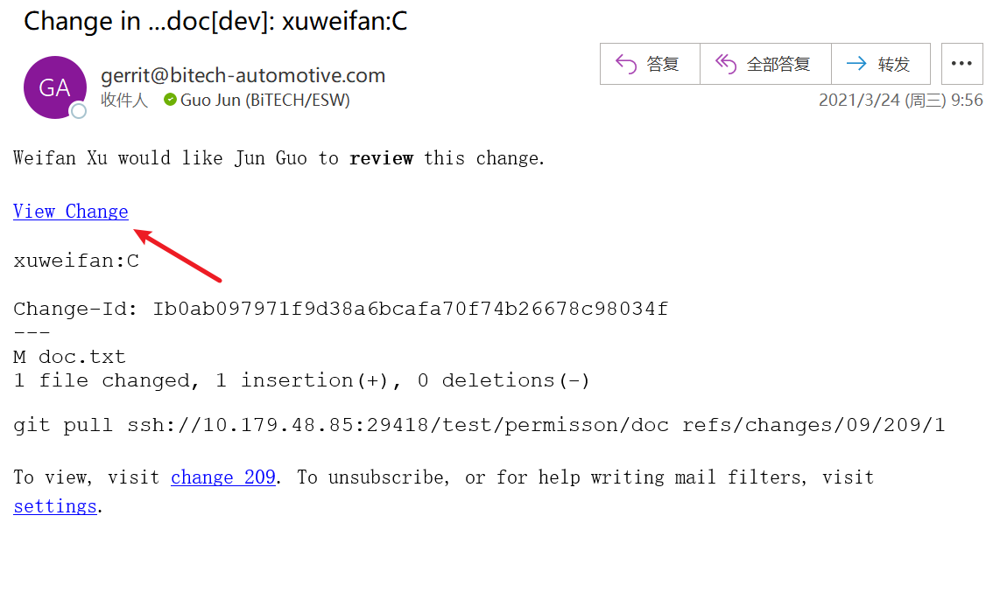 Change in ...doc[dev]: xuweifan:C
GA
gerrit@bitech-automotive.com
收件人 Guo Jun (BiTECH/ESW)
答复
全部答复
转发
2021/3/24 (周三) 9:56
Weifan Xu would like Jun Guo to review this change.
View Change
xuweifan:C
Change-Id: Ib0ab097971f9d38a6bcafa70f74b26678c98034f
---
M doc.txt
1 file changed, 1 insertion(+), 0 deletions(-)
git pull ssh://10.179.48.85:29418/test/permisson/doc refs/changes/09/209/1
To view, visit change 209. To unsubscribe, or for help writing mail filters, visit
settings.